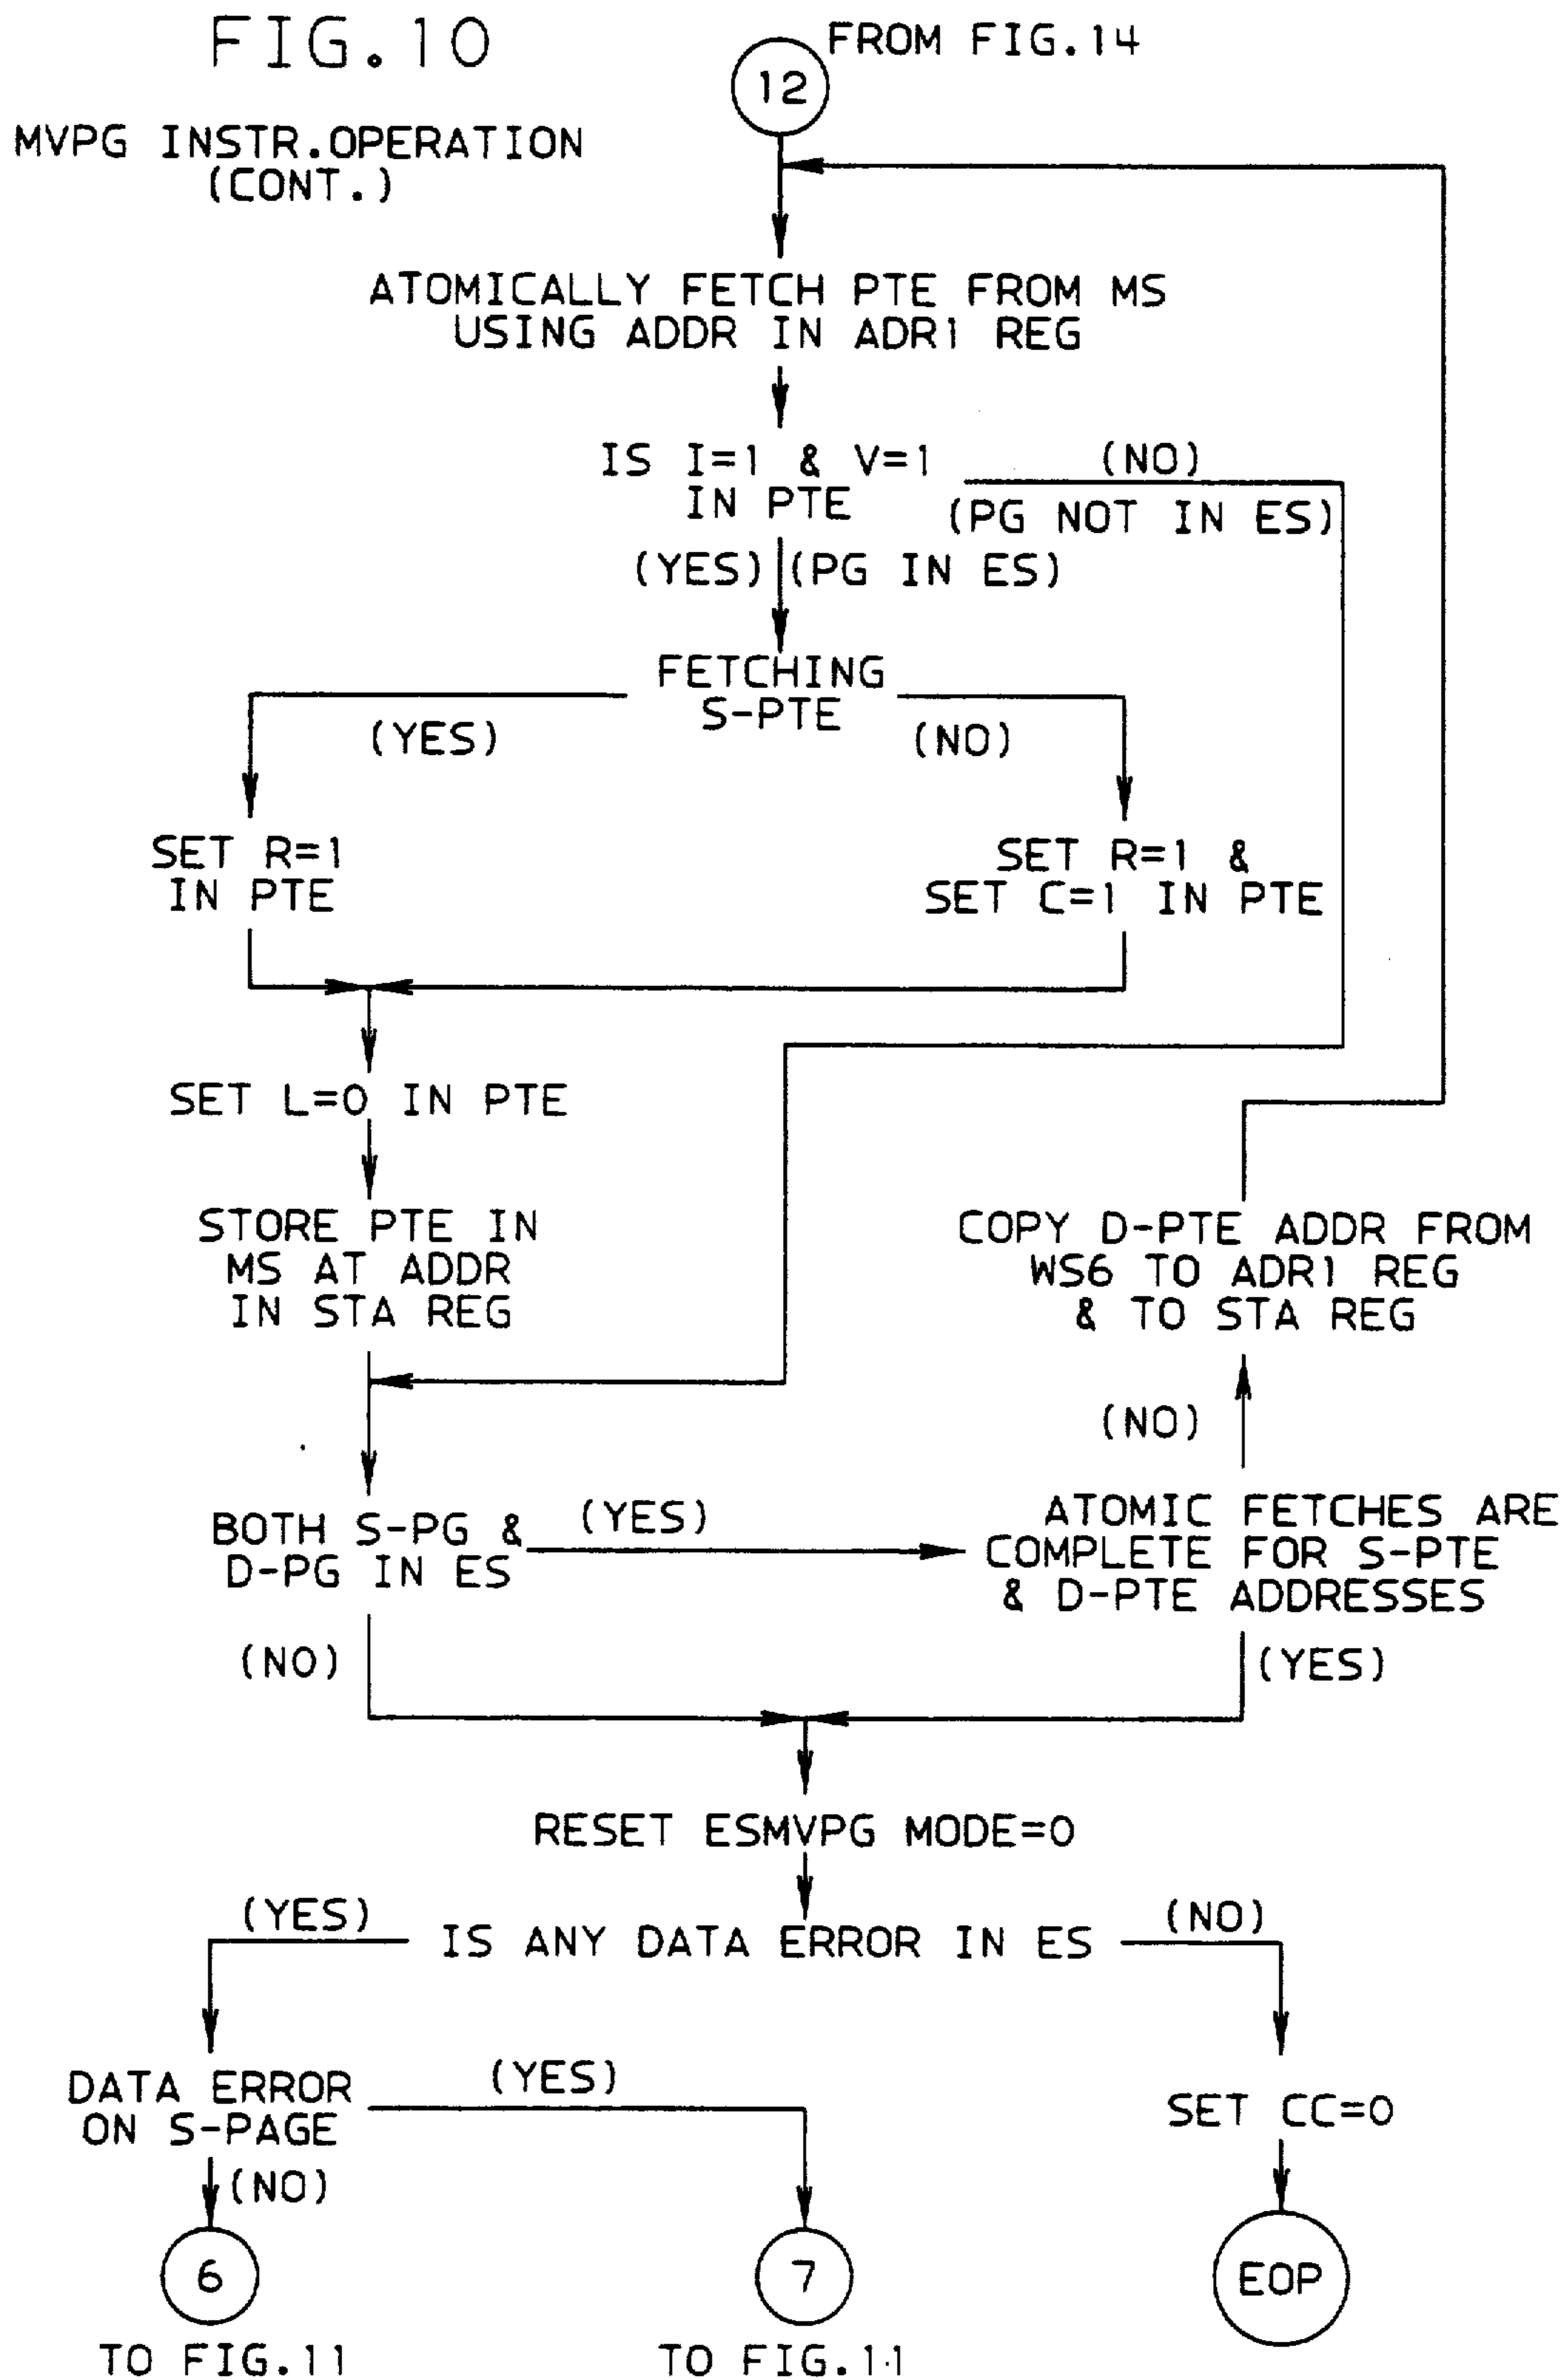 FIG.10
FROM FIG.14
12
MVPG INSTR.OPERATION
(CONT.)
ATOMICALLY FETCH PTE FROM MS
USING ADDR IN ADR1 REG
IS I=1 & V=1
IN PTE
(NO)
(PG NOT IN ES)
(YES) (PG IN ES)
FETCHING
S-PTE
(YES)
(NO)
SET R=1
IN PTE
SET R=1 &
SET C=1 IN PTE
SET L=0 IN PTE
STORE PTE IN
MS AT ADDR
IN STA REG
COPY D-PTE ADDR FROM
WS6 TO ADR1 REG
& TO STA REG
(NO)
BOTH S-PG &
D-PG IN ES
(YES)
ATOMIC FETCHES ARE
COMPLETE FOR S-PTE
& D-PTE ADDRESSES
(NO)
(YES)
RESET ESMVPG MODE=0
(YES)
IS ANY DATA ERROR IN ES
(NO)
DATA ERROR
ON S-PAGE
(YES)
SET CC=0
(NO)
6
7
EOP
TO FIG.11
TO FIG.11